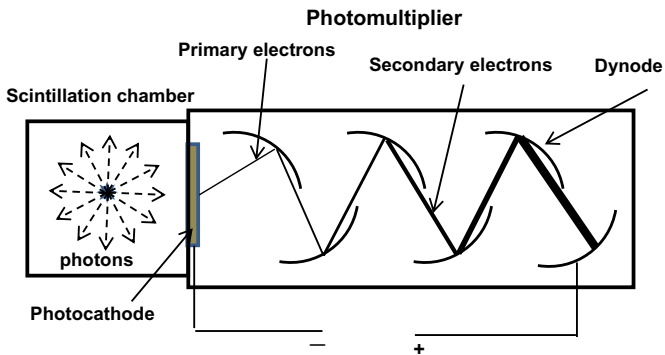 Photomultiplier
Primary electrons
Secondary electrons
Dynode
Scintillation chamber
photons
Photocathode
—
+